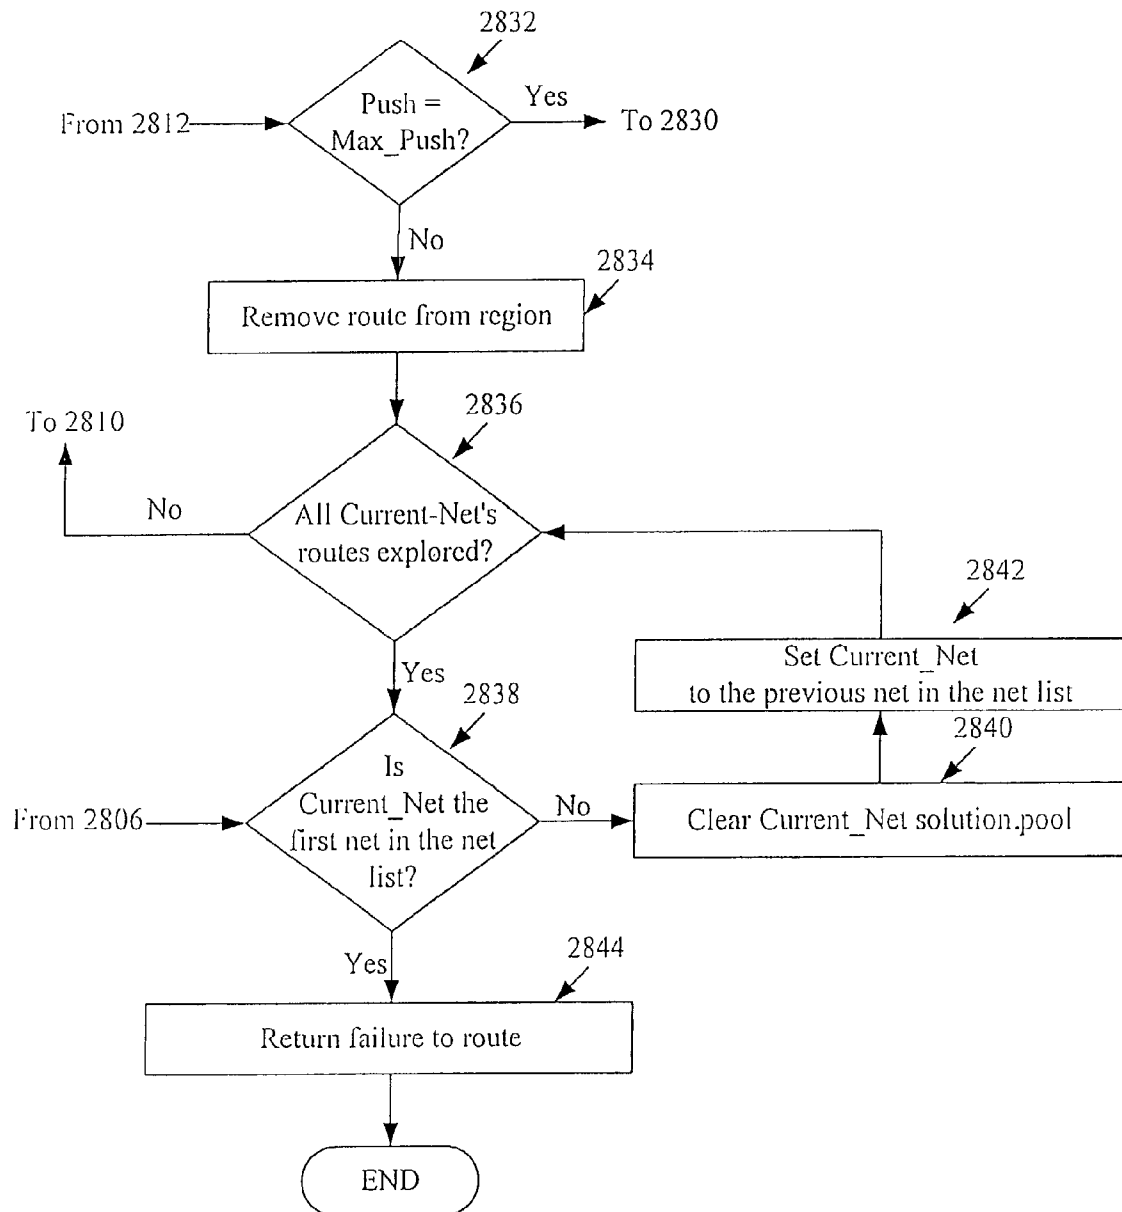 2832
Push =
Max_Push?
Yes
From 2812
To 2830
No
2834
Remove route from region
2836
To 2810
No
All Current-Net's
routes explored?
2842
Set Current_Net
to the previous net in the net list
Yes
2838
2840
Is
Current_Net the
first net in the net
list?
From 2806
No
Clear Current_Net solution.pool
Yes
2844
Return failure to route
END